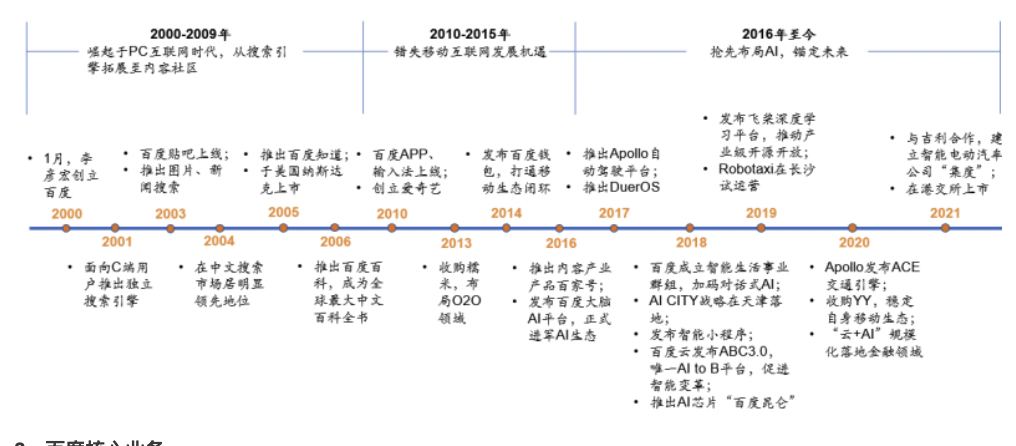 2000-2009年
崛起于PC互联网时代，从搜索引
擎拓展至内容社区
2010-2015年
错失移动互联网发展机遇
2016年至今
抢先布局AI，锚定未来
• 1月，李
彦宏创立
百度
• 百度贴吧上线；
• 推出图片、新
闻搜索
• 推出百度知道；
• 于美国纳斯达
克上市
• 百度APP、
输入法上线；
• 创立爱奇艺
• 发布百度钱
包，打通移
动生态闭环
• 推出Apollo自
动驾驶平台；
• 推出DuerOS
• 发布飞桨深度学
习平台，推动产
业级开源开放；
• Robotaxi在长沙
试运营
• 与吉利合作，建
立智能电动汽车
公司“集度”；
• 在港交所上市
2000
2003
2005
2010
2014
2017
2019
2021
2001
2004
2006
2013
2016
2018
2020
• 面向C端用
户推出独立
搜索引擎
• 在中文搜索
市场居明显
领先地位
• 推出百度百
科，成为全
球最大中文
百科全书
• 收购糯
米，布
局O2O
领域
• 推出内容产业
产品百家号；
• 发布百度大脑
AI平台，正式
进军AI生态
• 百度成立智能生活事业
群组，加码对话式AI；
• AI CITY战略在天津落
地；
• 发布智能小程序；
• 百度云发布ABC3.0，
唯一AI to B平台，促进
智能变革；
• 推出AI芯片“百度昆仑”
• Apollo发布ACE
交通引擎；
• 收购YY，稳定
自身移动生态；
• “云+AI”规模
化落地金融领域